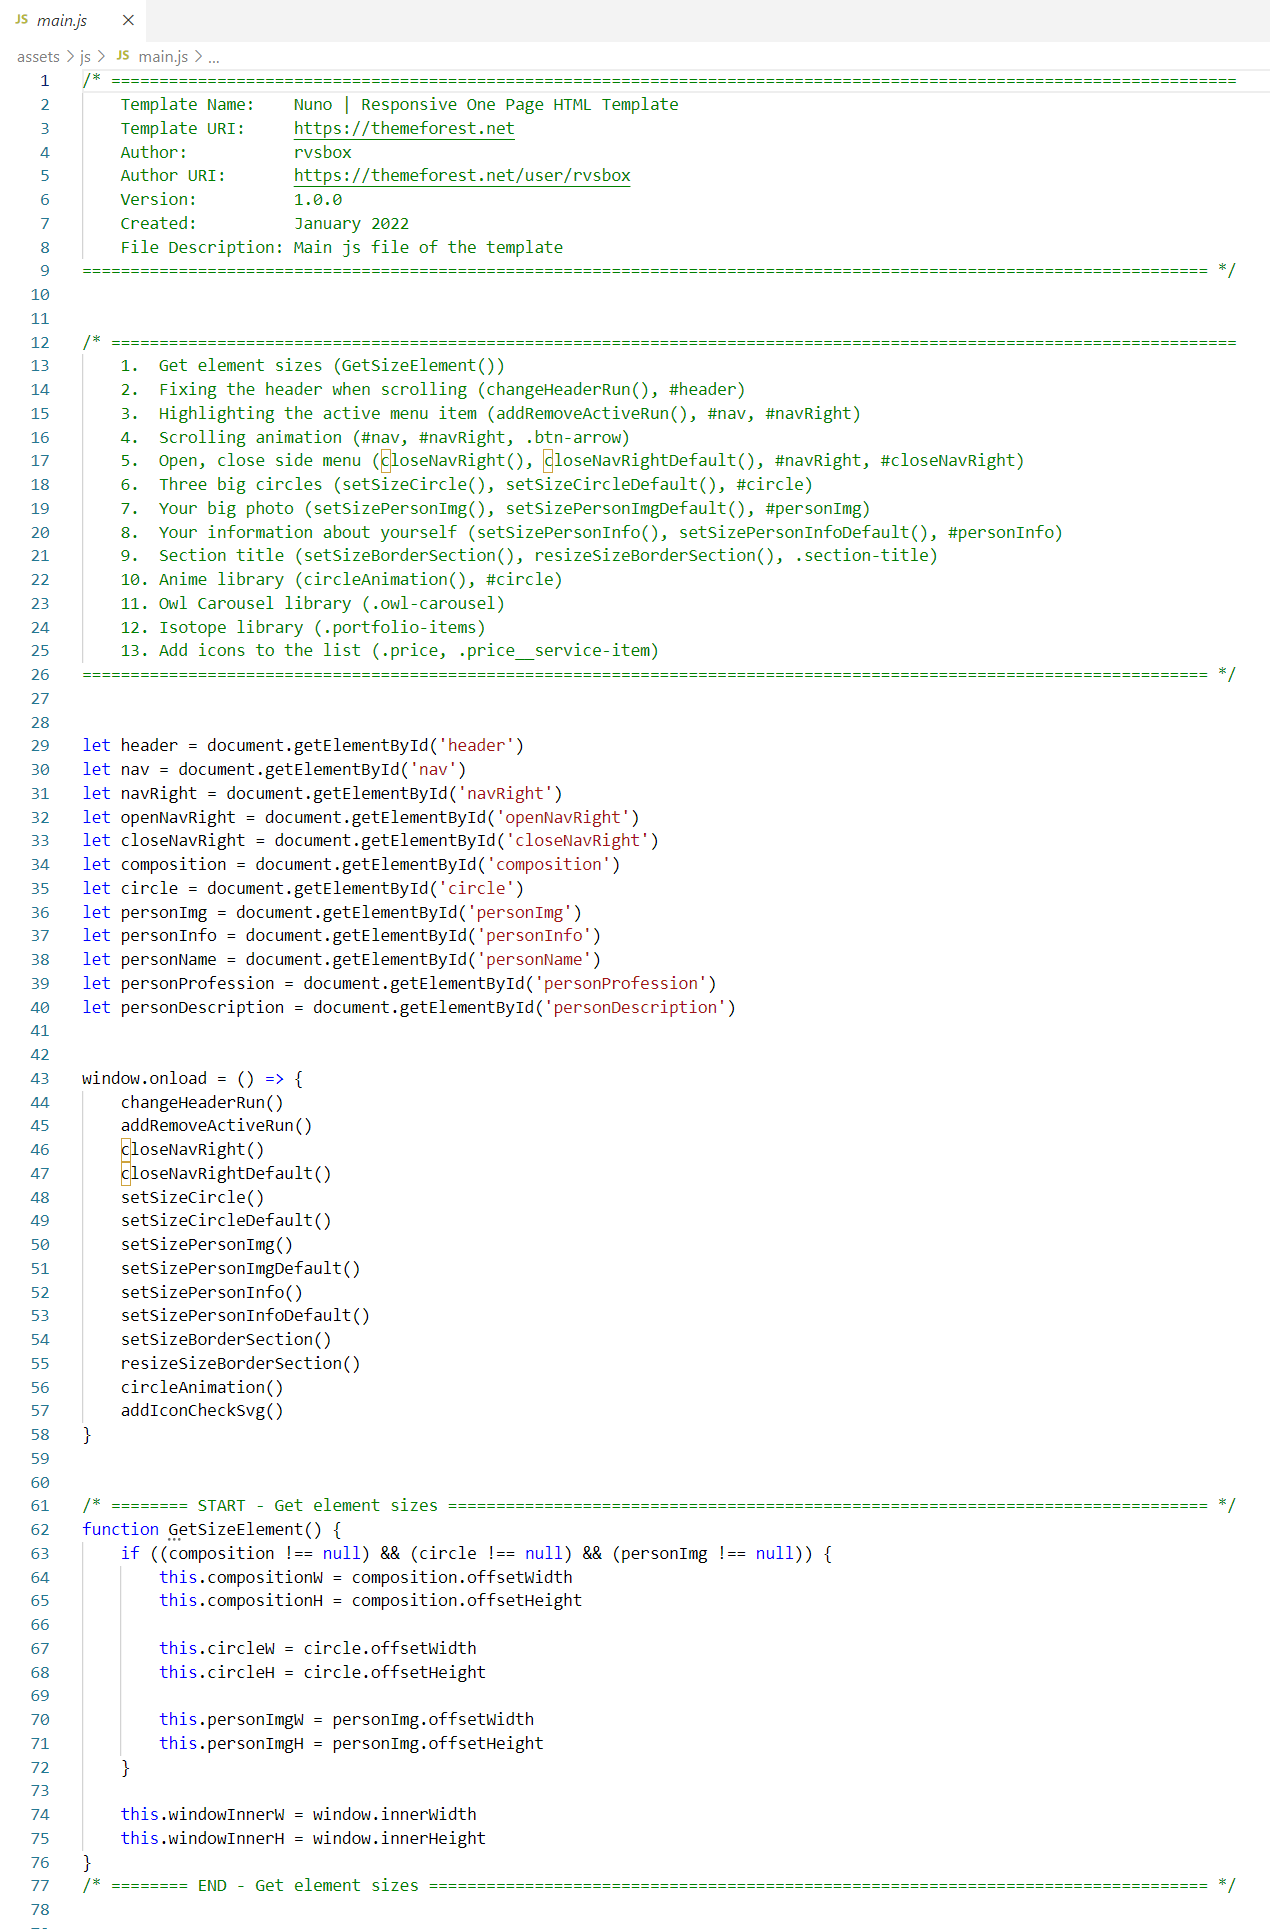 JS main.js ×
assets > js > JS main.js > ...
1 /* =====================================================================================================================
2 Template Name: Nuno | Responsive One Page HTML Template
3 Template URI: https://themeforest.net
4 Author: rvsbox
5 Author URI: https://themeforest.net/user/rvsbox
6 Version: 1.0.0
7 Created: January 2022
8 File Description: Main js file of the template
9 ===================================================================================================================== */
10
11
12 /* =====================================================================================================================
13 1. Get element sizes (GetSizeElement())
14 2. Fixing the header when scrolling (changeHeaderRun(), #header)
15 3. Highlighting the active menu item (addRemoveActiveRun(), #nav, #navRight)
16 4. Scrolling animation (#nav, #navRight, .btn-arrow)
17 5. Open, close side menu (closeNavRight(), closeNavRightDefault(), #navRight, #closeNavRight)
18 6. Three big circles (setSizeCircle(), setSizeCircleDefault(), #circle)
19 7. Your big photo (setSizePersonImg(), setSizePersonImgDefault(), #personImg)
20 8. Your information about yourself (setSizePersonInfo(), setSizePersonInfoDefault(), #personInfo)
21 9. Section title (setSizeBorderSection(), resizeSizeBorderSection(), .section-title)
22 10. Anime library (circleAnimation(), #circle)
23 11. Owl Carousel library (.owl-carousel)
24 12. Isotope library (.portfolio-items)
25 13. Add icons to the list (.price, .price__service-item)
26 ===================================================================================================================== */
27
28
29 let header = document.getElementById('header')
30 let nav = document.getElementById('nav')
31 let navRight = document.getElementById('navRight')
32 let openNavRight = document.getElementById('openNavRight')
33 let closeNavRight = document.getElementById('closeNavRight')
34 let composition = document.getElementById('composition')
35 let circle = document.getElementById('circle')
36 let personImg = document.getElementById('personImg')
37 let personInfo = document.getElementById('personInfo')
38 let personName = document.getElementById('personName')
39 let personProfession = document.getElementById('personProfession')
40 let personDescription = document.getElementById('personDescription')
41
42
43 window.onload = () => {
44 changeHeaderRun()
45 addRemoveActiveRun()
46 closeNavRight()
47 closeNavRightDefault()
48 setSizeCircle()
49 setSizeCircleDefault()
50 setSizePersonImg()
51 setSizePersonImgDefault()
52 setSizePersonInfo()
53 setSizePersonInfoDefault()
54 setSizeBorderSection()
55 resizeSizeBorderSection()
56 circleAnimation()
57 addIconCheckSvg()
58 }
59
60
61 /* ======== START - Get element sizes =============================================================================== */
62 function GetSizeElement() {
63 if ((composition !== null) && (circle !== null) && (personImg !== null)) {
64 this.compositionW = composition.offsetWidth
65 this.compositionH = composition.offsetHeight
66
67 this.circleW = circle.offsetWidth
68 this.circleH = circle.offsetHeight
69
70 this.personImgW = personImg.offsetWidth
71 this.personImgH = personImg.offsetHeight
72 }
73
74 this.windowInnerW = window.innerWidth
75 this.windowInnerH = window.innerHeight
76 }
77 /* ======== END - Get element sizes ================================================================================= */
78